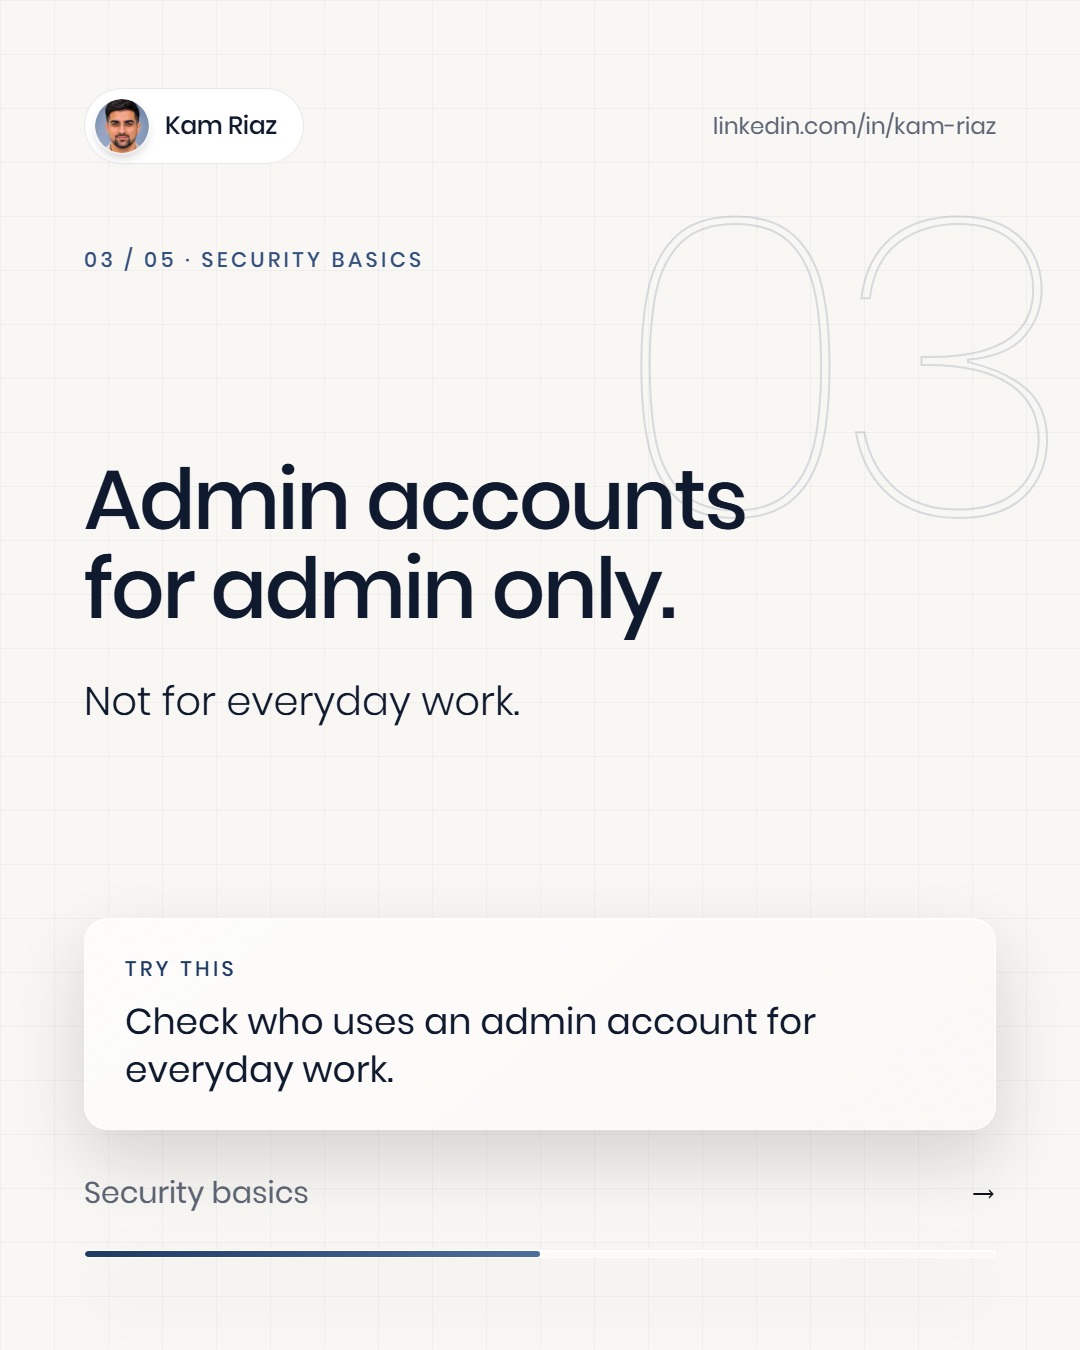 Kam Riaz
linkedin.com/in/kam-riaz
03 / 05 · SECURITY BASICS
03
Admin accounts
for admin only.
Not for everyday work.
TRY THIS
Check who uses an admin account for
everyday work.
Security basics
→